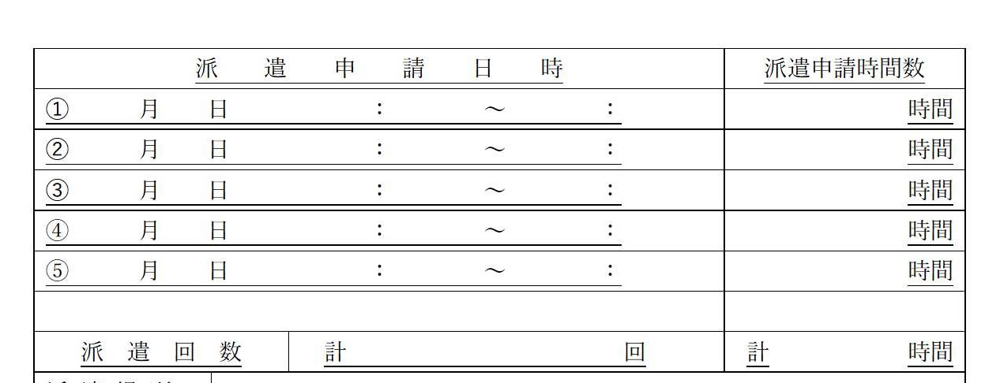 派遣申請日時 派遣申請時間数
① 月 日 : ～ : 時間
② 月 日 : ～ : 時間
③ 月 日 : ～ : 時間
④ 月 日 : ～ : 時間
⑤ 月 日 : ～ : 時間
派遣回数 計 回 計 時間